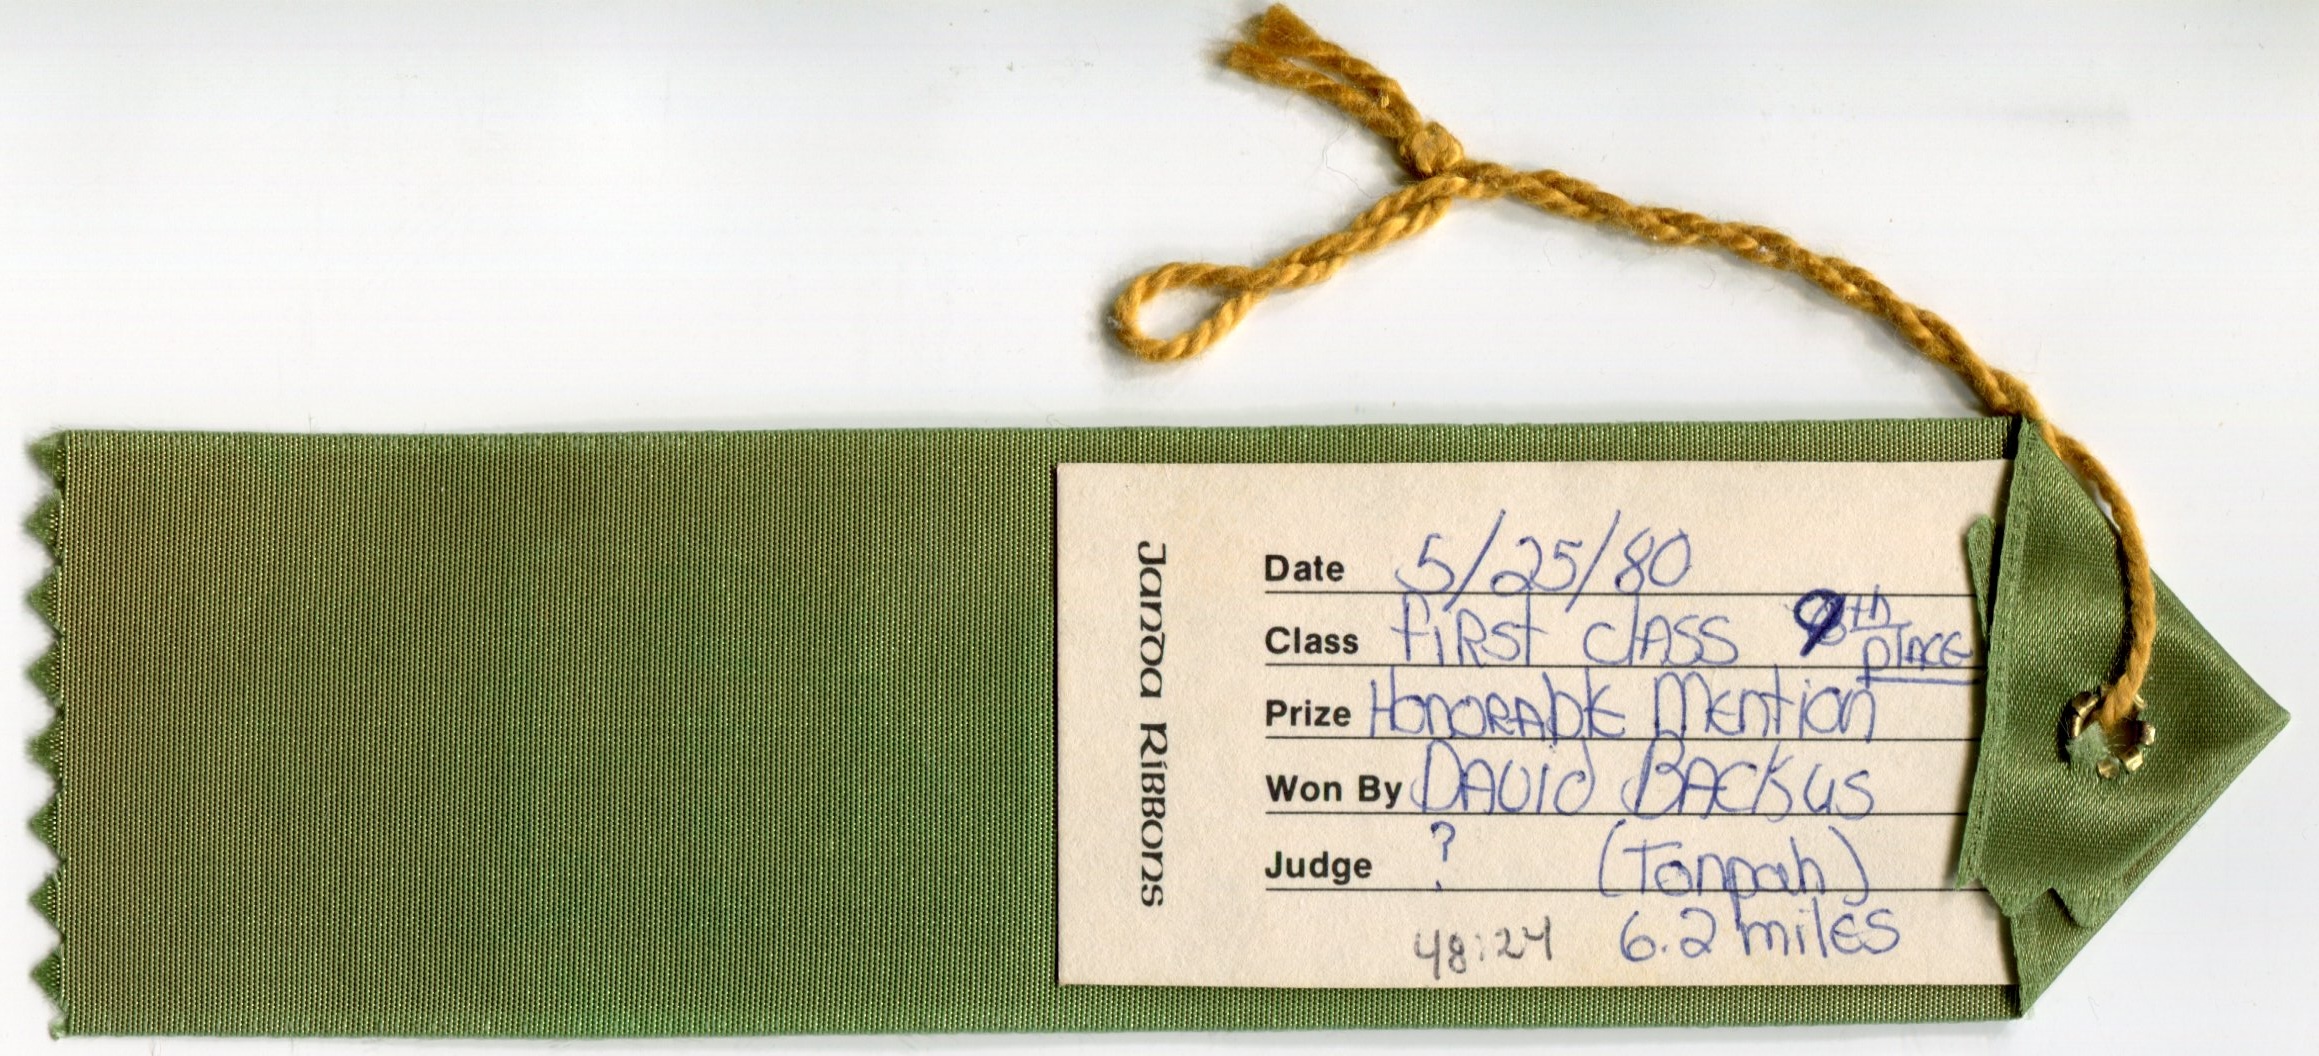 Janda Ribbons
Date 5/25/80
Class First Class 9th place
Prize Honorable Mention
Won By David Backus
Judge ? (Tonpah)
48:24 6.2 miles